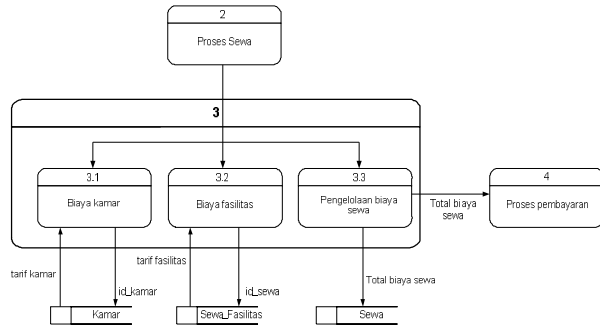 2
Proses Sewa
3
3.1
Biaya kamar
3.2
Biaya fasilitas
3.3
Pengelolaan biaya
sewa
Total biaya
sewa
4
Proses pembayaran
tarif kamar
id_kamar
tarif fasilitas
id_sewa
Total biaya sewa
Kamar
Sewa_Fasilitas
Sewa